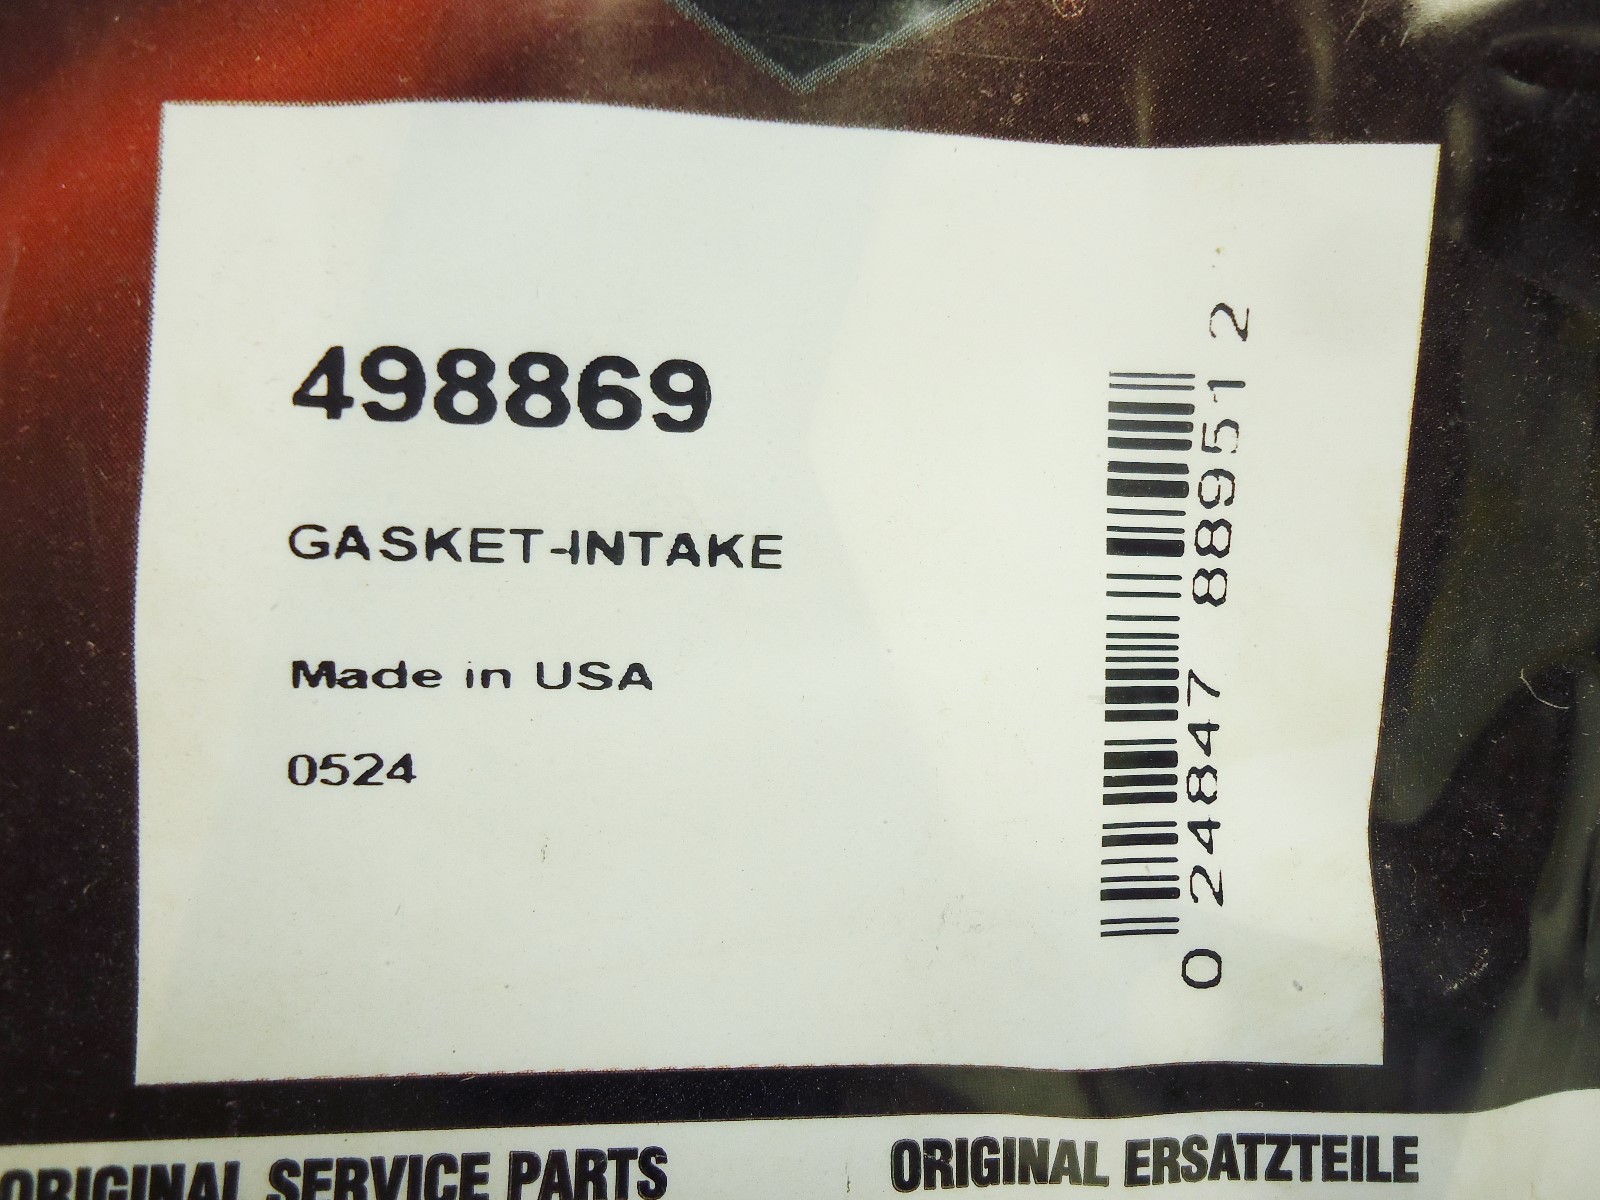 498869
GASKET-INTAKE
Made in USA
0524
0 24847 88951 2
ORIGINAL SERVICE PARTS
ORIGINAL ERSATZTEILE